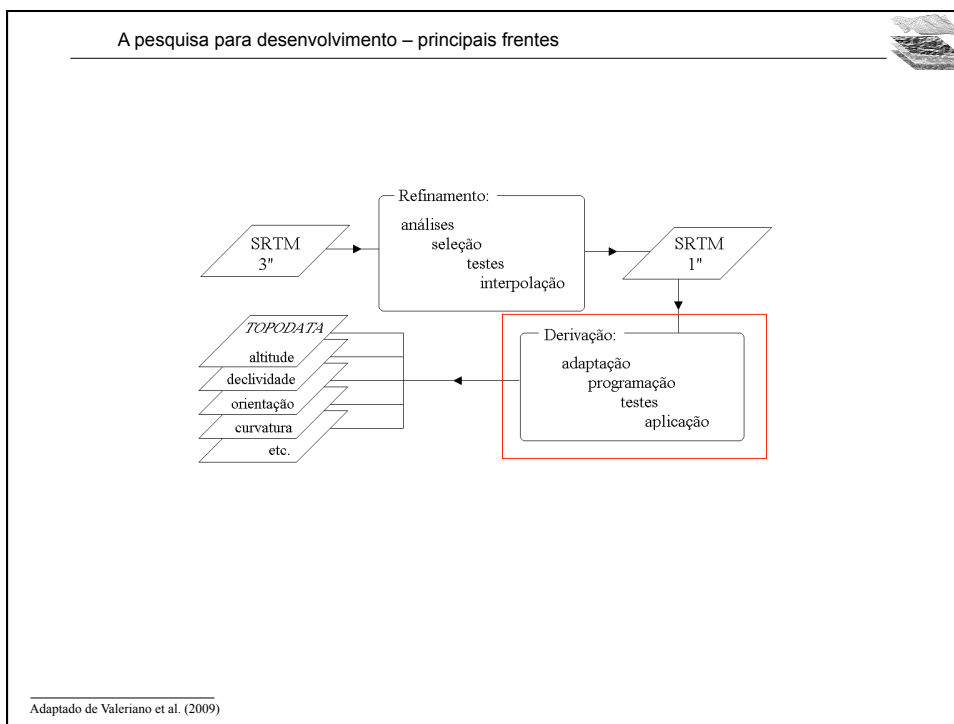 A pesquisa para desenvolvimento – principais frentes
Refinamento:
análises
seleção
testes
interpolação
SRTM
3"
SRTM
1"
Derivação:
adaptação
programação
testes
aplicação
TOPODATA
altitude
declividade
orientação
curvatura
etc.
Adaptado de Valeriano et al. (2009)